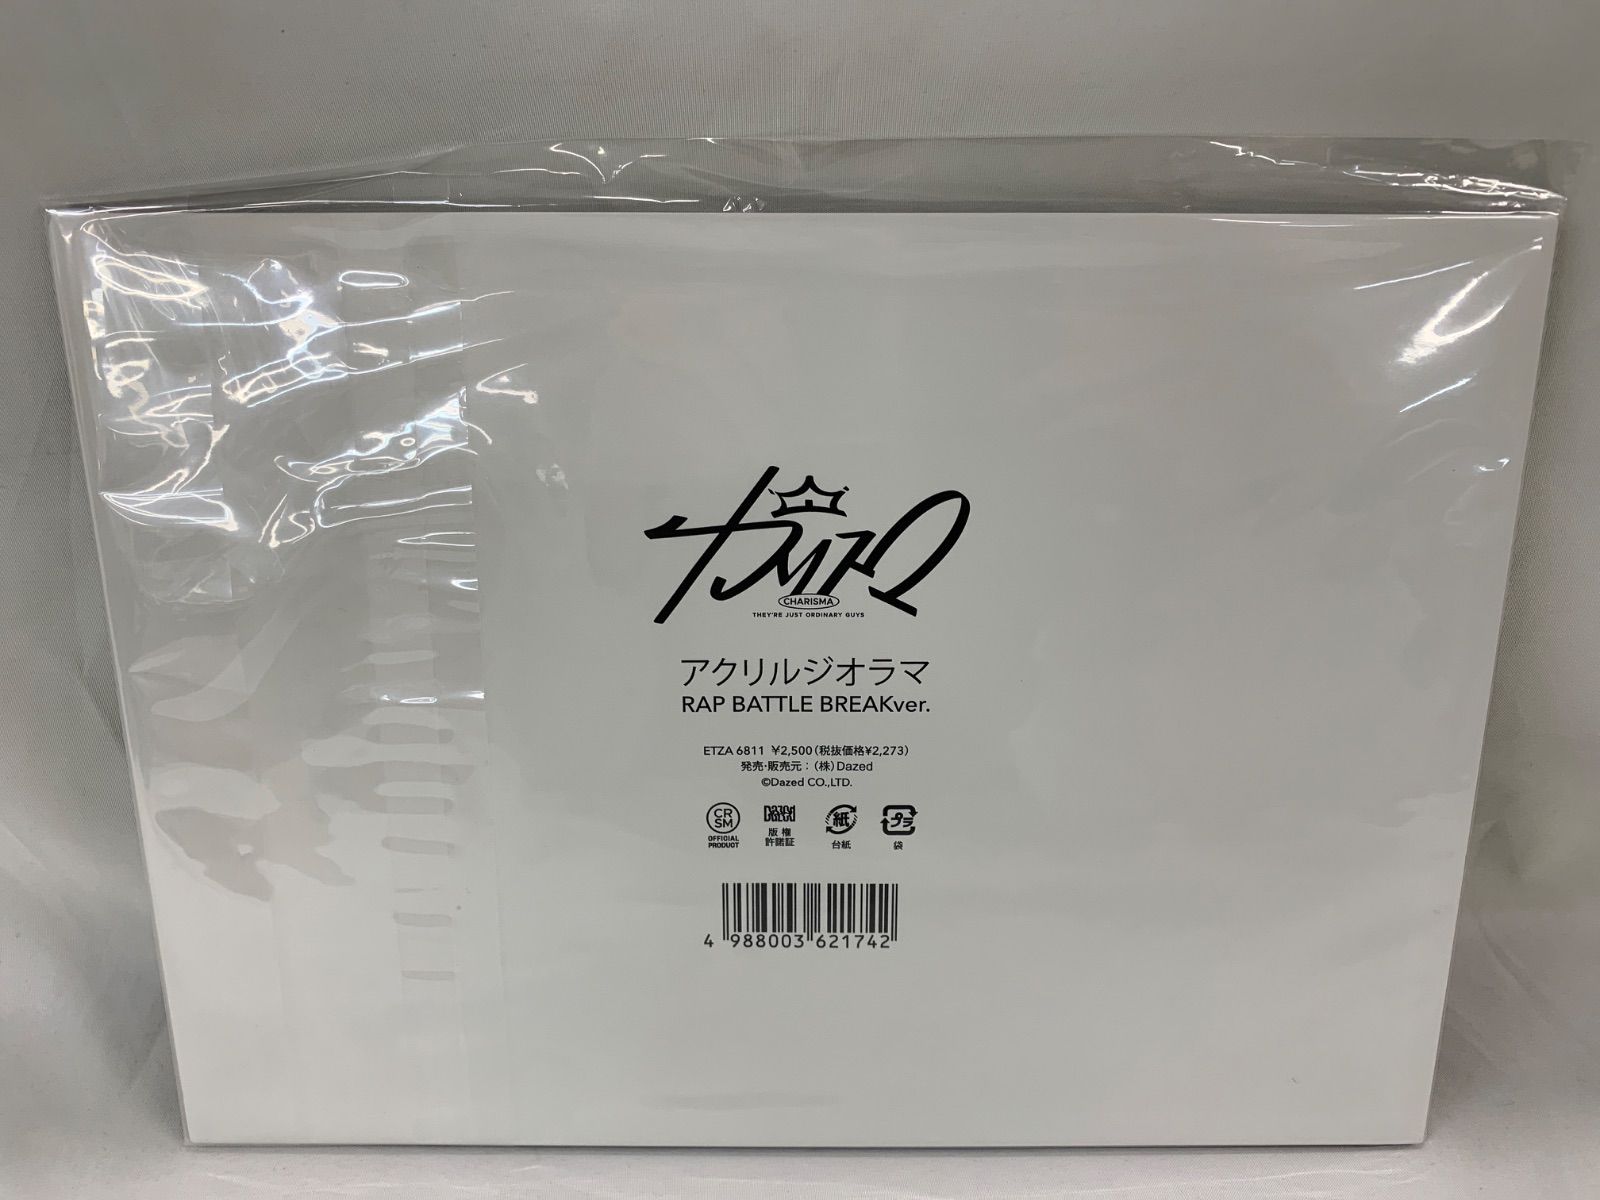 カリスマ
CHARISMA
THEY'RE JUST ORDINARY GUYS
アクリルジオラマ
RAP BATTLE BREAKver.
ETZA 6811 ¥2,500(税抜価格¥2,273)
発売・販売元：(株)Dazed
©Dazed CO.,LTD.
CR
SM
OFFICIAL
PRODUCT
Dazed
版権
許諾証
紙
台紙
プラ
袋
4 988003 621742